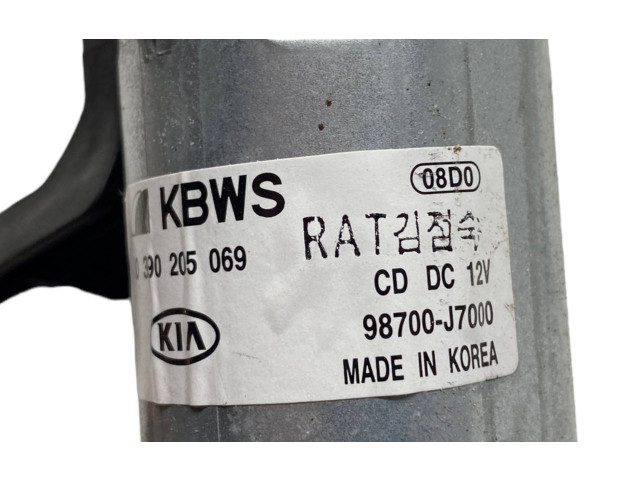 KBWS
08D0
RAT김점숙
0 390 205 069
CD DC 12V
KIA
98700-J7000
MADE IN KOREA